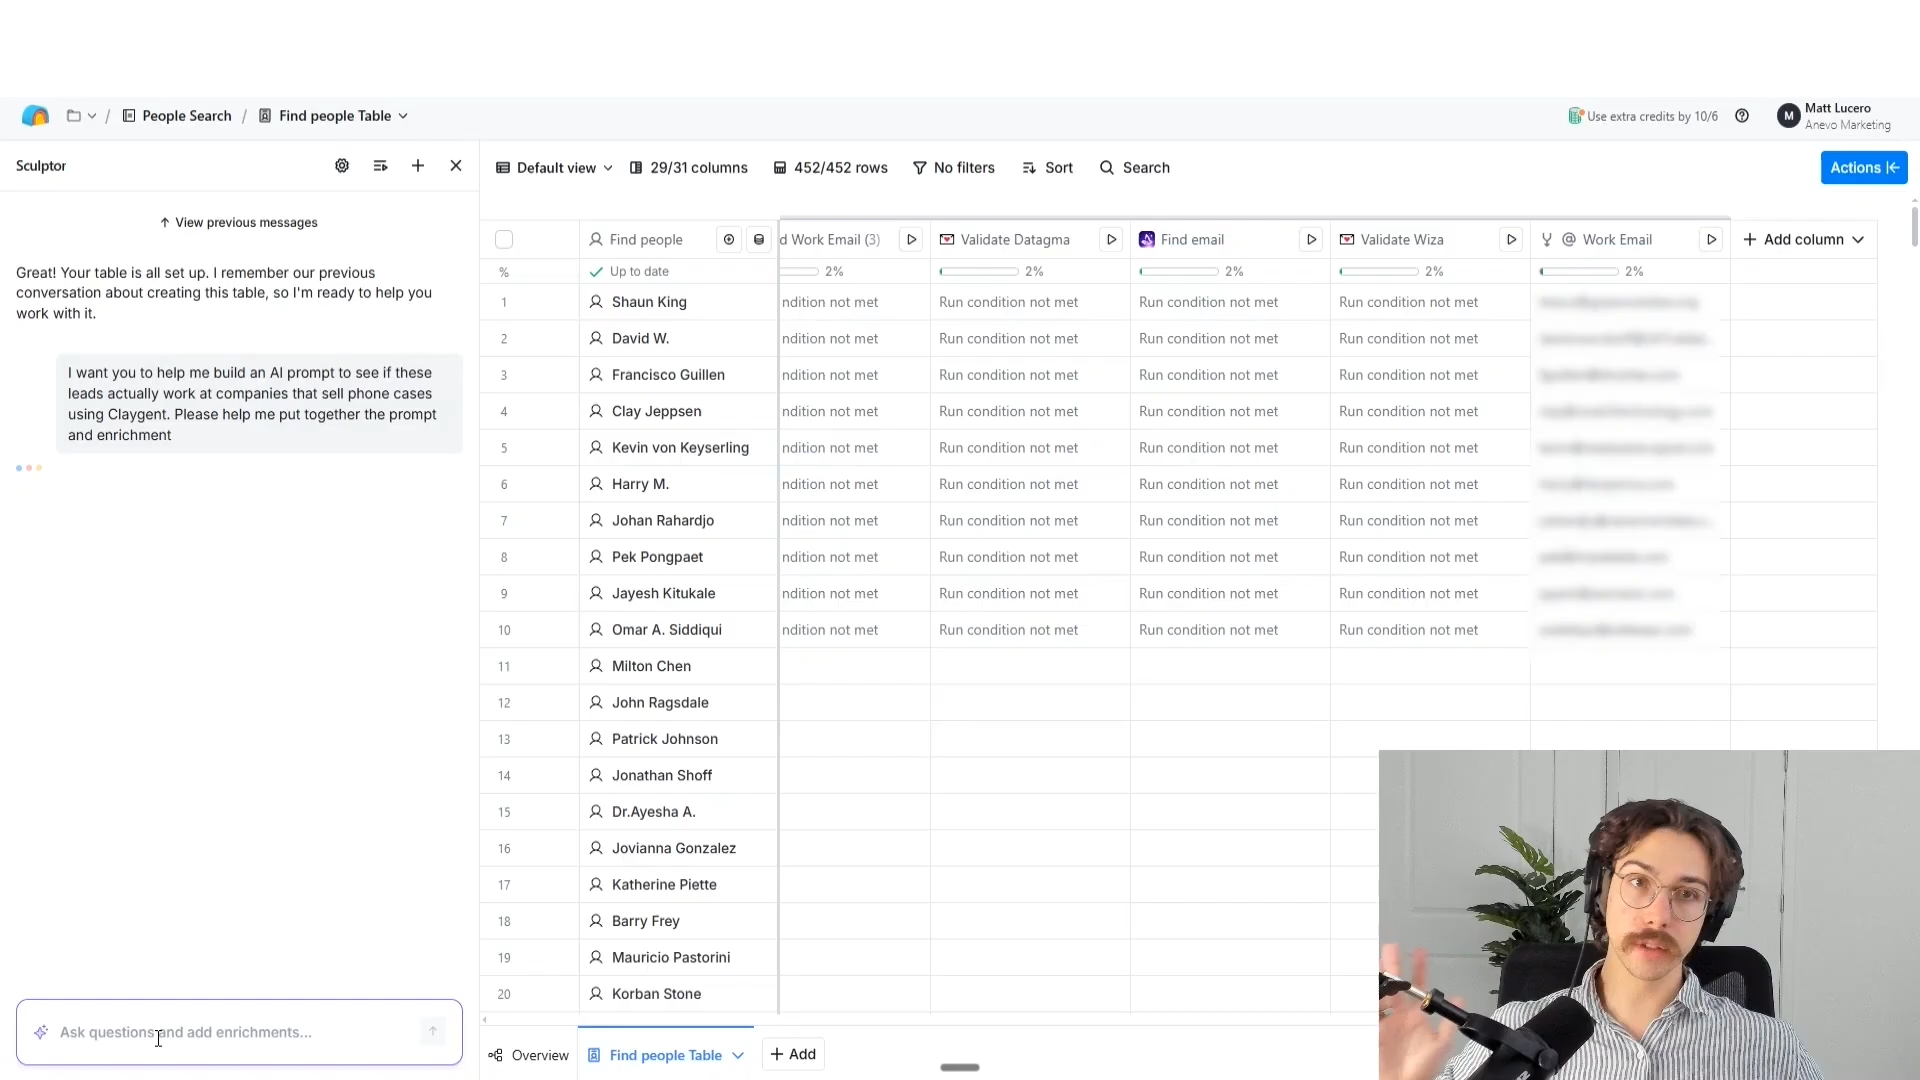 People Search / Find people Table
Use extra credits by 10/6
M
Matt Lucero
Anevo Marketing
Sculptor
Default view
29/31 columns
452/452 rows
No filters
Sort
Search
Actions
View previous messages
Great! Your table is all set up. I remember our previous
conversation about creating this table, so I'm ready to help you
work with it.
I want you to help me build an AI prompt to see if these
leads actually work at companies that sell phone cases
using Claygent. Please help me put together the prompt
and enrichment
Ask questions and add enrichments...
Find people
d Work Email (3)
Validate Datagma
Find email
Validate Wiza
@ Work Email
+ Add column
%
Up to date
2%
2%
2%
2%
2%
1 Shaun King ndition not met Run condition not met Run condition not met Run condition not met
2 David W. ndition not met Run condition not met Run condition not met Run condition not met
3 Francisco Guillen ndition not met Run condition not met Run condition not met Run condition not met
4 Clay Jeppsen ndition not met Run condition not met Run condition not met Run condition not met
5 Kevin von Keyserling ndition not met Run condition not met Run condition not met Run condition not met
6 Harry M. ndition not met Run condition not met Run condition not met Run condition not met
7 Johan Rahardjo ndition not met Run condition not met Run condition not met Run condition not met
8 Pek Pongpaet ndition not met Run condition not met Run condition not met Run condition not met
9 Jayesh Kitukale ndition not met Run condition not met Run condition not met Run condition not met
10 Omar A. Siddiqui ndition not met Run condition not met Run condition not met Run condition not met
11 Milton Chen
12 John Ragsdale
13 Patrick Johnson
14 Jonathan Shoff
15 Dr.Ayesha A.
16 Jovianna Gonzalez
17 Katherine Piette
18 Barry Frey
19 Mauricio Pastorini
20 Korban Stone
Overview
Find people Table
+ Add